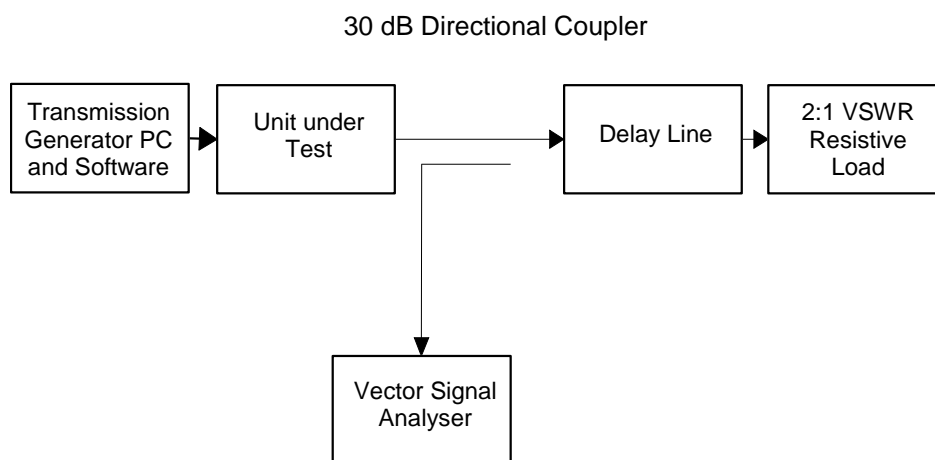 30 dB Directional Coupler
Transmission
Generator PC
and Software
Unit under
Test
Delay Line
2:1 VSWR
Resistive
Load
Vector Signal
Analyser